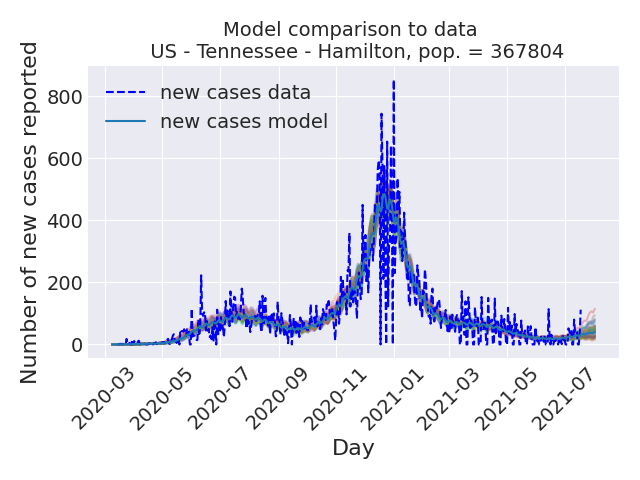 Model comparison to data
US - Tennessee - Hamilton, pop. = 367804
Number of new cases reported
800
600
400
200
0
new cases data
new cases model
2020-03
2020-05
2020-07
2020-09
2020-11
2021-01
2021-03
2021-05
2021-07
Day